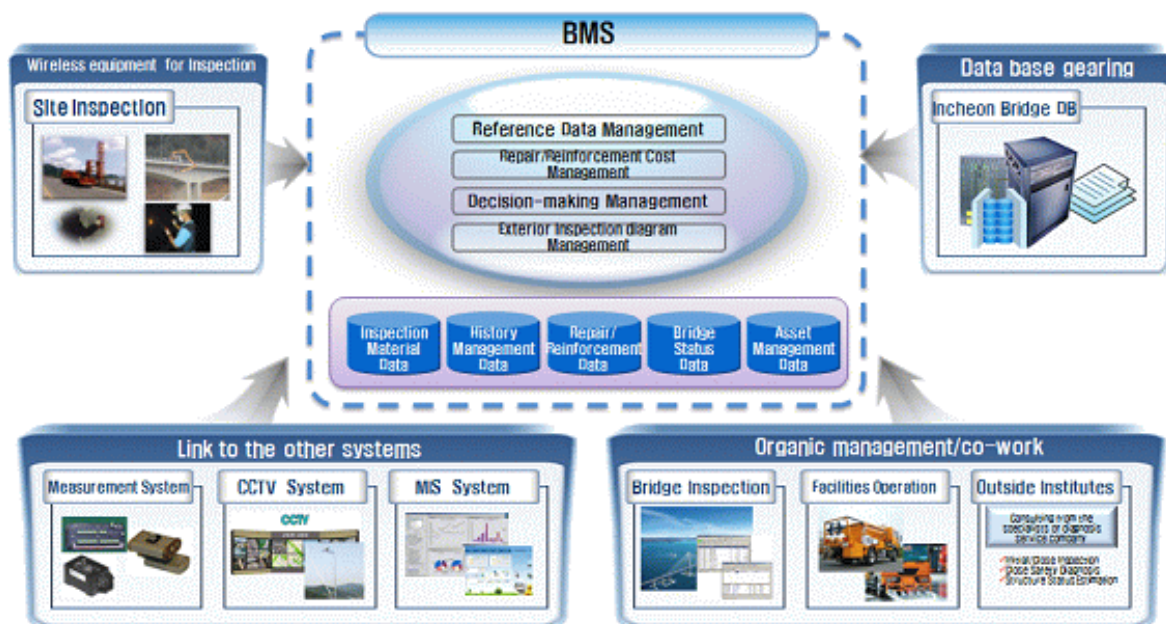 BMS
Wireless equipment for Inspection
Site Inspection
Data base gearing
Incheon Bridge DB
Reference Data Management
Repair/Reinforcement Cost
Management
Decision-making Management
Exterior Inspection diagram
Management
Inspection
Material
Data
History
Management
Data
Repair/
Reinforcement
Data
Bridge
Status
Data
Asset
Management
Data
Link to the other systems
Measurement System
CCTV System
CCTV
MIS System
Organic management/co-work
Bridge Inspection
Facilities Operation
Outside Institutes
Consulting from the
specialists of diagnosis
service company
Inspection
Close Safety Diagnosis
Structure Status Estimation